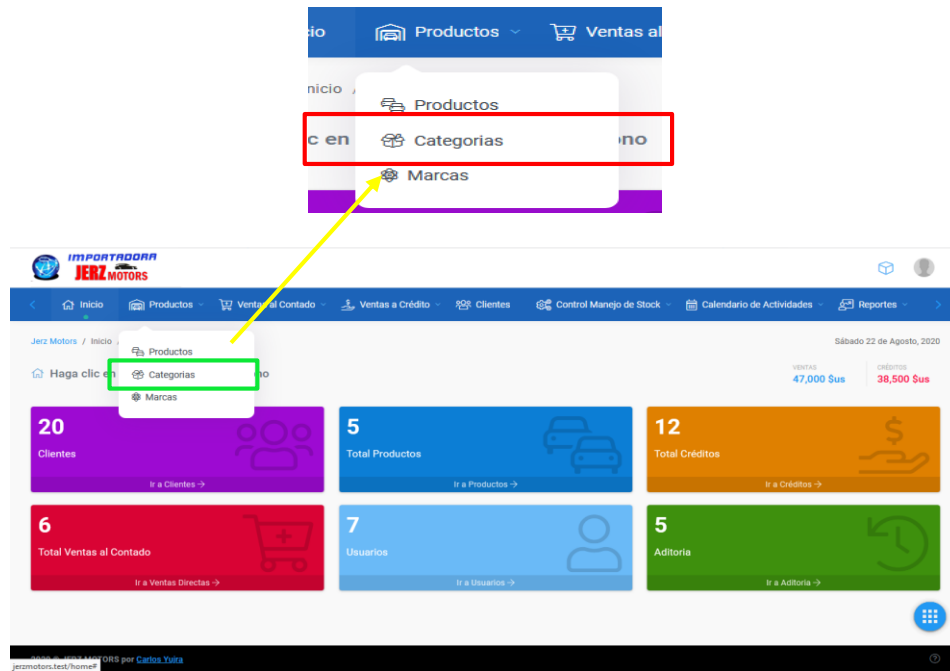 io Productos Ventas al
nicio /
Productos
c en Categorias ono
Marcas
IMPORTADORA
JERZ MOTORS
Inicio Productos Ventas al Contado Ventas a Crédito Clientes Control Manejo de Stock Calendario de Actividades Reportes
Jerz Motors / Inicio / Sábado 22 de Agosto, 2020
Productos
Haga clic en Categorias no
Marcas
VENTAS CRÉDITOS
47,000 $us 38,500 $us
20 5 12
Clientes Total Productos Total Créditos
Ir a Clientes → Ir a Productos → Ir a Créditos →
6 7 5
Total Ventas al Contado Usuarios Aditoria
Ir a Ventas Directas → Ir a Usuarios → Ir a Aditoria →
2020 © JERZ MOTORS por Carlos Yuira
jerzmotors.test/home#